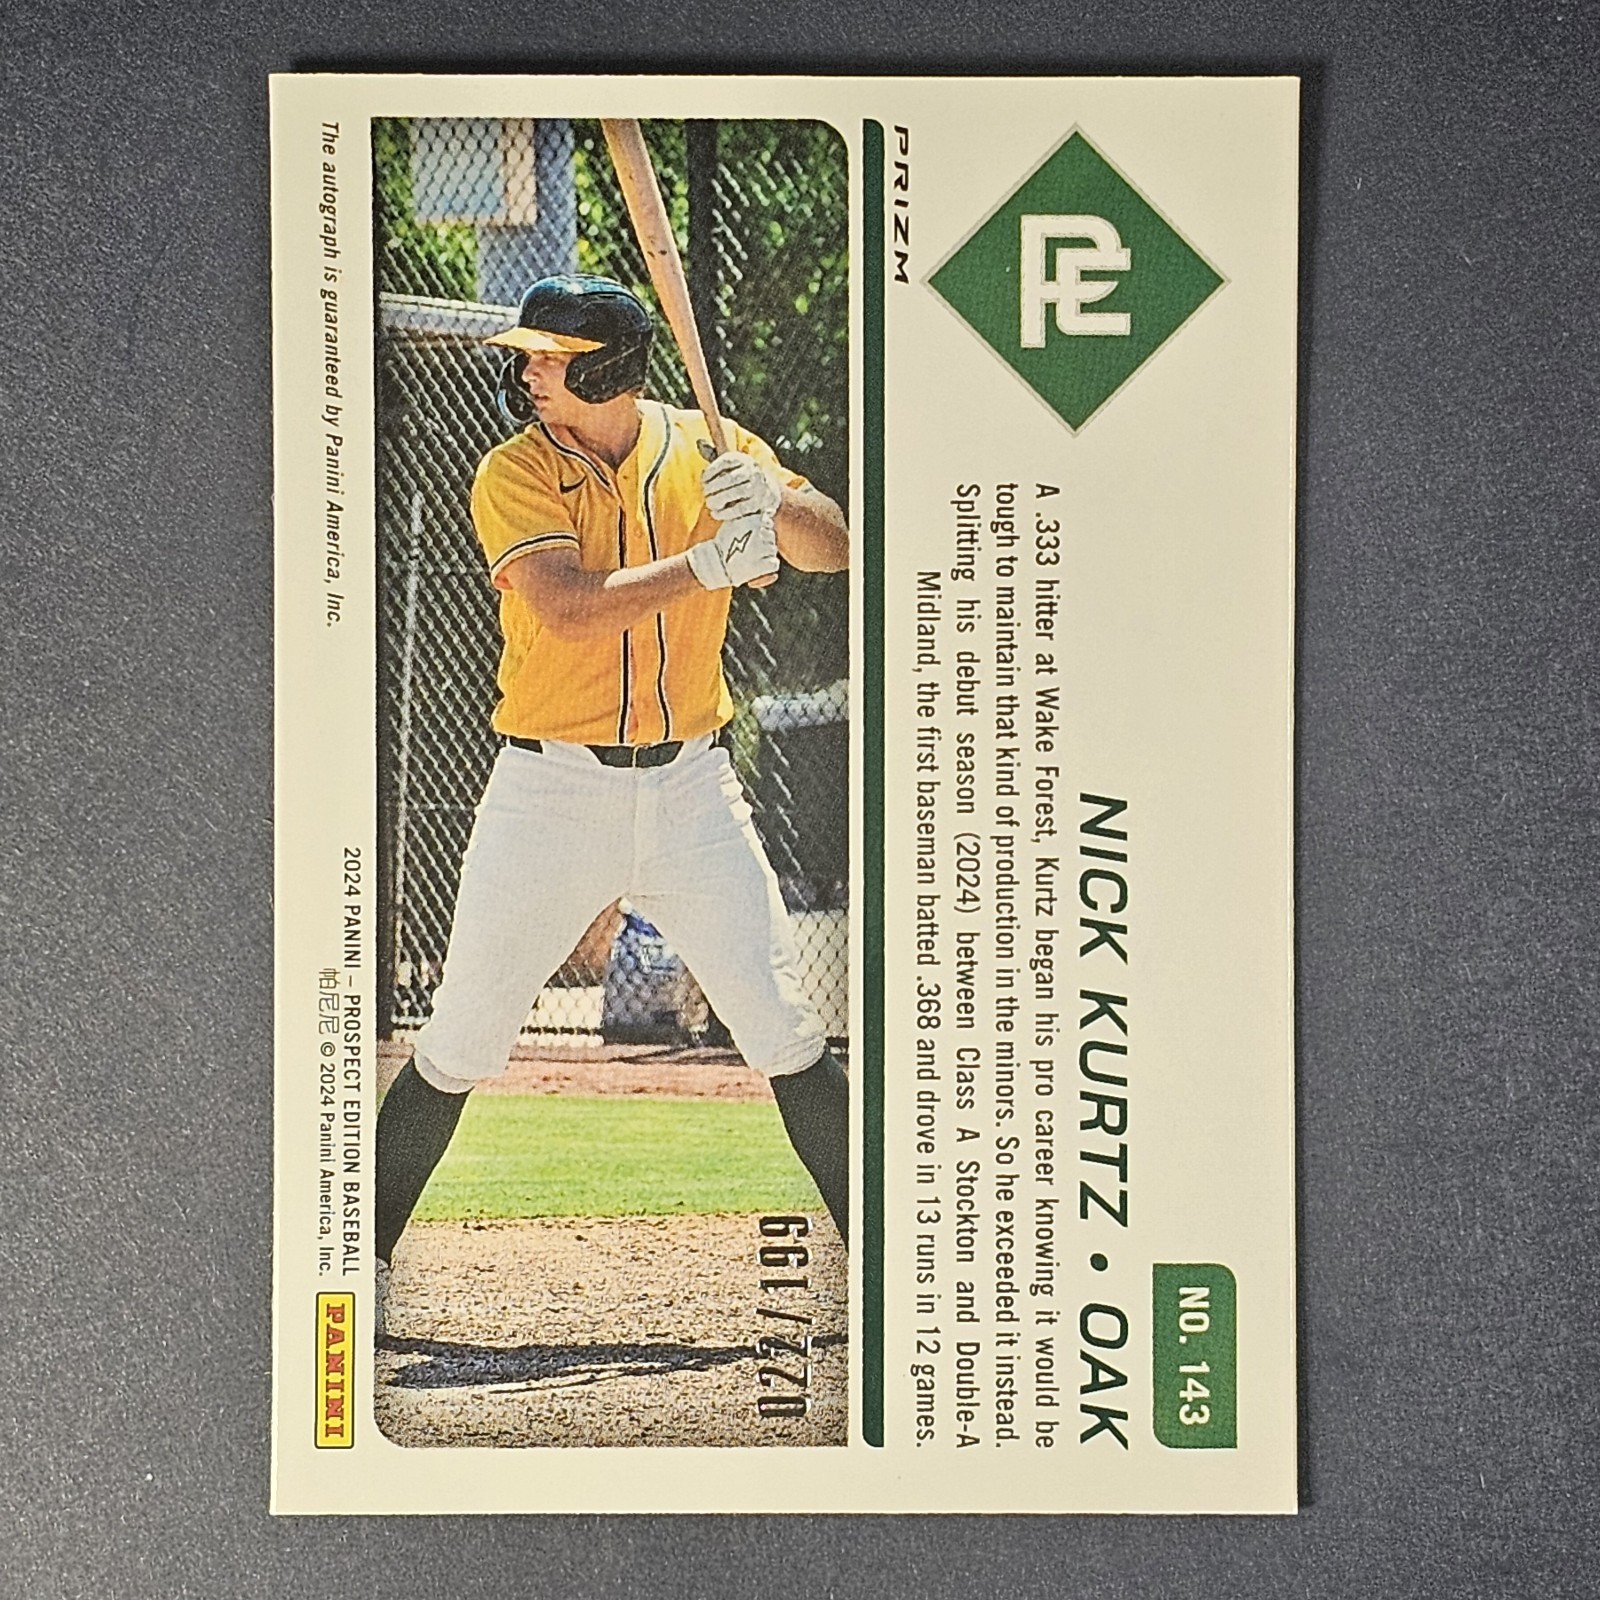 NO. 143
NICK KURTZ • OAK
A .333 hitter at Wake Forest, Kurtz began his pro career knowing it would be
tough to maintain that kind of production in the minors. So he exceeded it instead.
Splitting his debut season (2024) between Class A Stockton and Double-A
Midland, the first baseman batted .368 and drove in 13 runs in 12 games.
PRIZM
022/199
The autograph is guaranteed by Panini America, Inc.
2024 PANINI – PROSPECT EDITION BASEBALL
帕尼尼 © 2024 Panini America, Inc.
PANINI